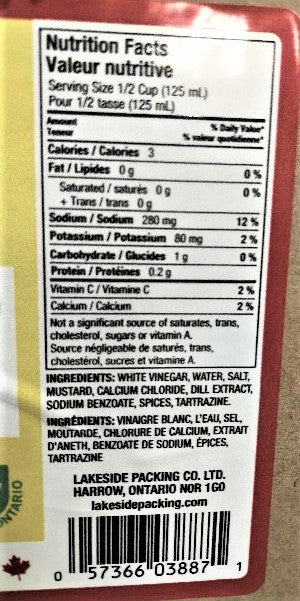 Nutrition Facts
Valeur nutritive
Serving Size 1/2 Cup (125 mL)
Pour 1/2 tasse (125 mL)
Amount % Daily Value*
Teneur % valeur quotidienne*
Calories / Calories 3
Fat / Lipides 0 g 0 %
Saturated / saturés 0 g 0 %
+ Trans / trans 0 g
Sodium / Sodium 280 mg 12 %
Potassium / Potassium 80 mg 2 %
Carbohydrate / Glucides 1 g 0 %
Protein / Protéines 0.2 g
Vitamin C / Vitamine C 2 %
Calcium / Calcium 2 %
Not a significant source of saturates, trans,
cholesterol, sugars or vitamin A.
Source négligeable de saturés, trans,
cholestérol, sucres et vitamine A.
INGREDIENTS: WHITE VINEGAR, WATER, SALT,
MUSTARD, CALCIUM CHLORIDE, DILL EXTRACT,
SODIUM BENZOATE, SPICES, TARTRAZINE.
INGRÉDIENTS: VINAIGRE BLANC, L'EAU, SEL,
MOUTARDE, CHLORURE DE CALCIUM, EXTRAIT
D'ANETH, BENZOATE DE SODIUM, ÉPICES,
TARTRAZINE
LAKESIDE PACKING CO. LTD.
HARROW, ONTARIO N0R 1G0
lakesidepacking.com
0 57366 03887 1
ONTARIO